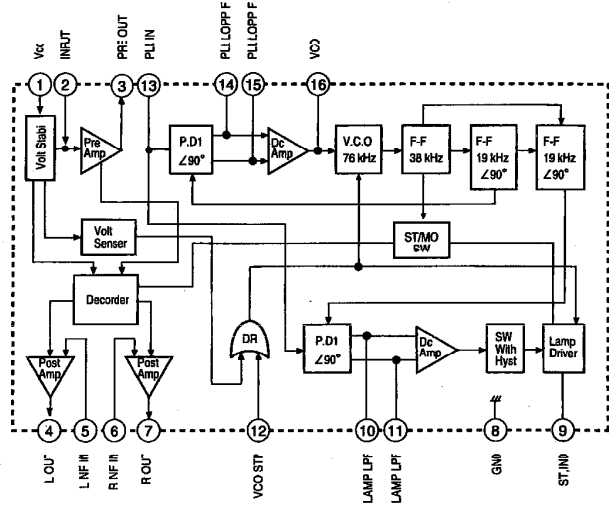 Vcc
INPUT
PRE OUT
PLL IN
PLL LOPP F
PLL LOPP F
VCO
1
2
3
13
14
15
16
Volt Stabi
Pre
Amp
P.D1
∠90°
Dc
Amp
V.C.O
76 kHz
F-F
38 kHz
F-F
19 kHz
∠90°
F-F
19 kHz
∠90°
Volt
Senser
ST/MO
SW
Decorder
OR
P.D1
∠90°
Dc
Amp
SW
With
Hyst
Lamp
Driver
Post
Amp
Post
Amp
4
5
6
7
12
10
11
8
9
L OUT
L NF IN
R NF IN
R OUT
VCO STP
LAMP LPF
LAMP LPF
GND
ST,IND